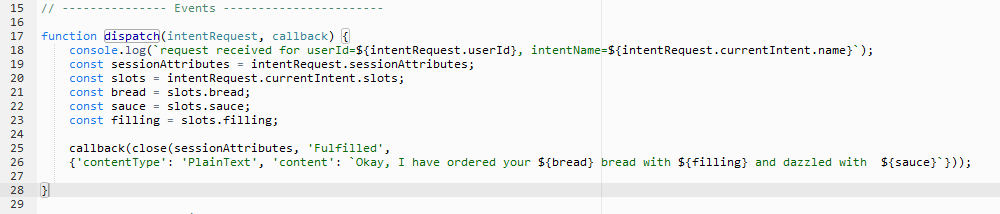 15 // --------------- Events -----------------------
16
17 function dispatch(intentRequest, callback) {
18     console.log(`request received for userId=${intentRequest.userId}, intentName=${intentRequest.currentIntent.name}`);
19     const sessionAttributes = intentRequest.sessionAttributes;
20     const slots = intentRequest.currentIntent.slots;
21     const bread = slots.bread;
22     const sauce = slots.sauce;
23     const filling = slots.filling;
24
25     callback(close(sessionAttributes, 'Fulfilled',
26     {'contentType': 'PlainText', 'content': `Okay, I have ordered your ${bread} bread with ${filling} and dazzled with  ${sauce}`}));
27
28 }
29